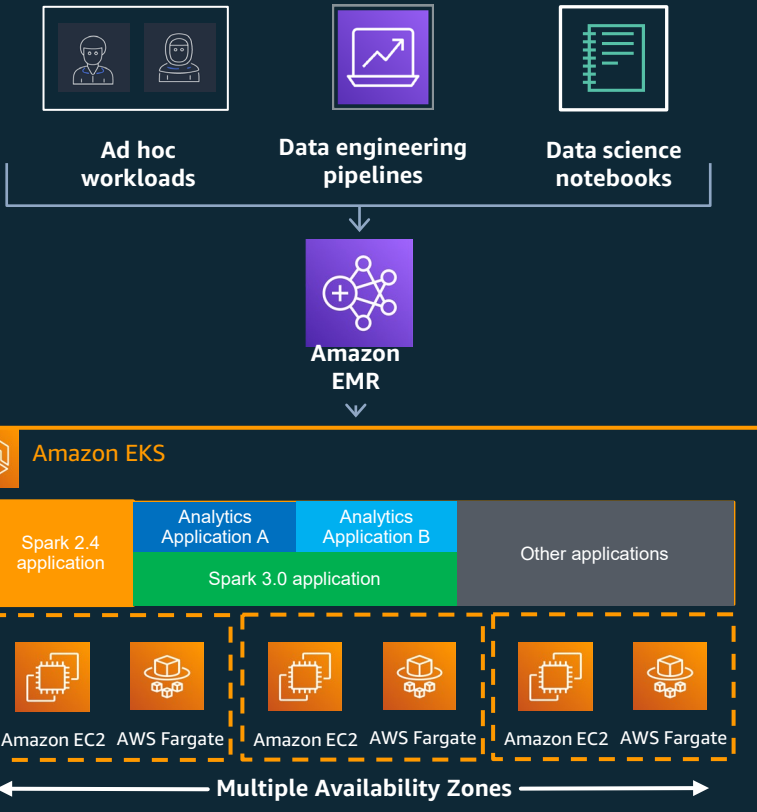 Ad hoc
workloads
Data engineering
pipelines
Data science
notebooks
Amazon
EMR
Amazon EKS
Spark 2.4
application
Analytics
Application A
Analytics
Application B
Spark 3.0 application
Other applications
Amazon EC2
AWS Fargate
Amazon EC2
AWS Fargate
Amazon EC2
AWS Fargate
Multiple Availability Zones